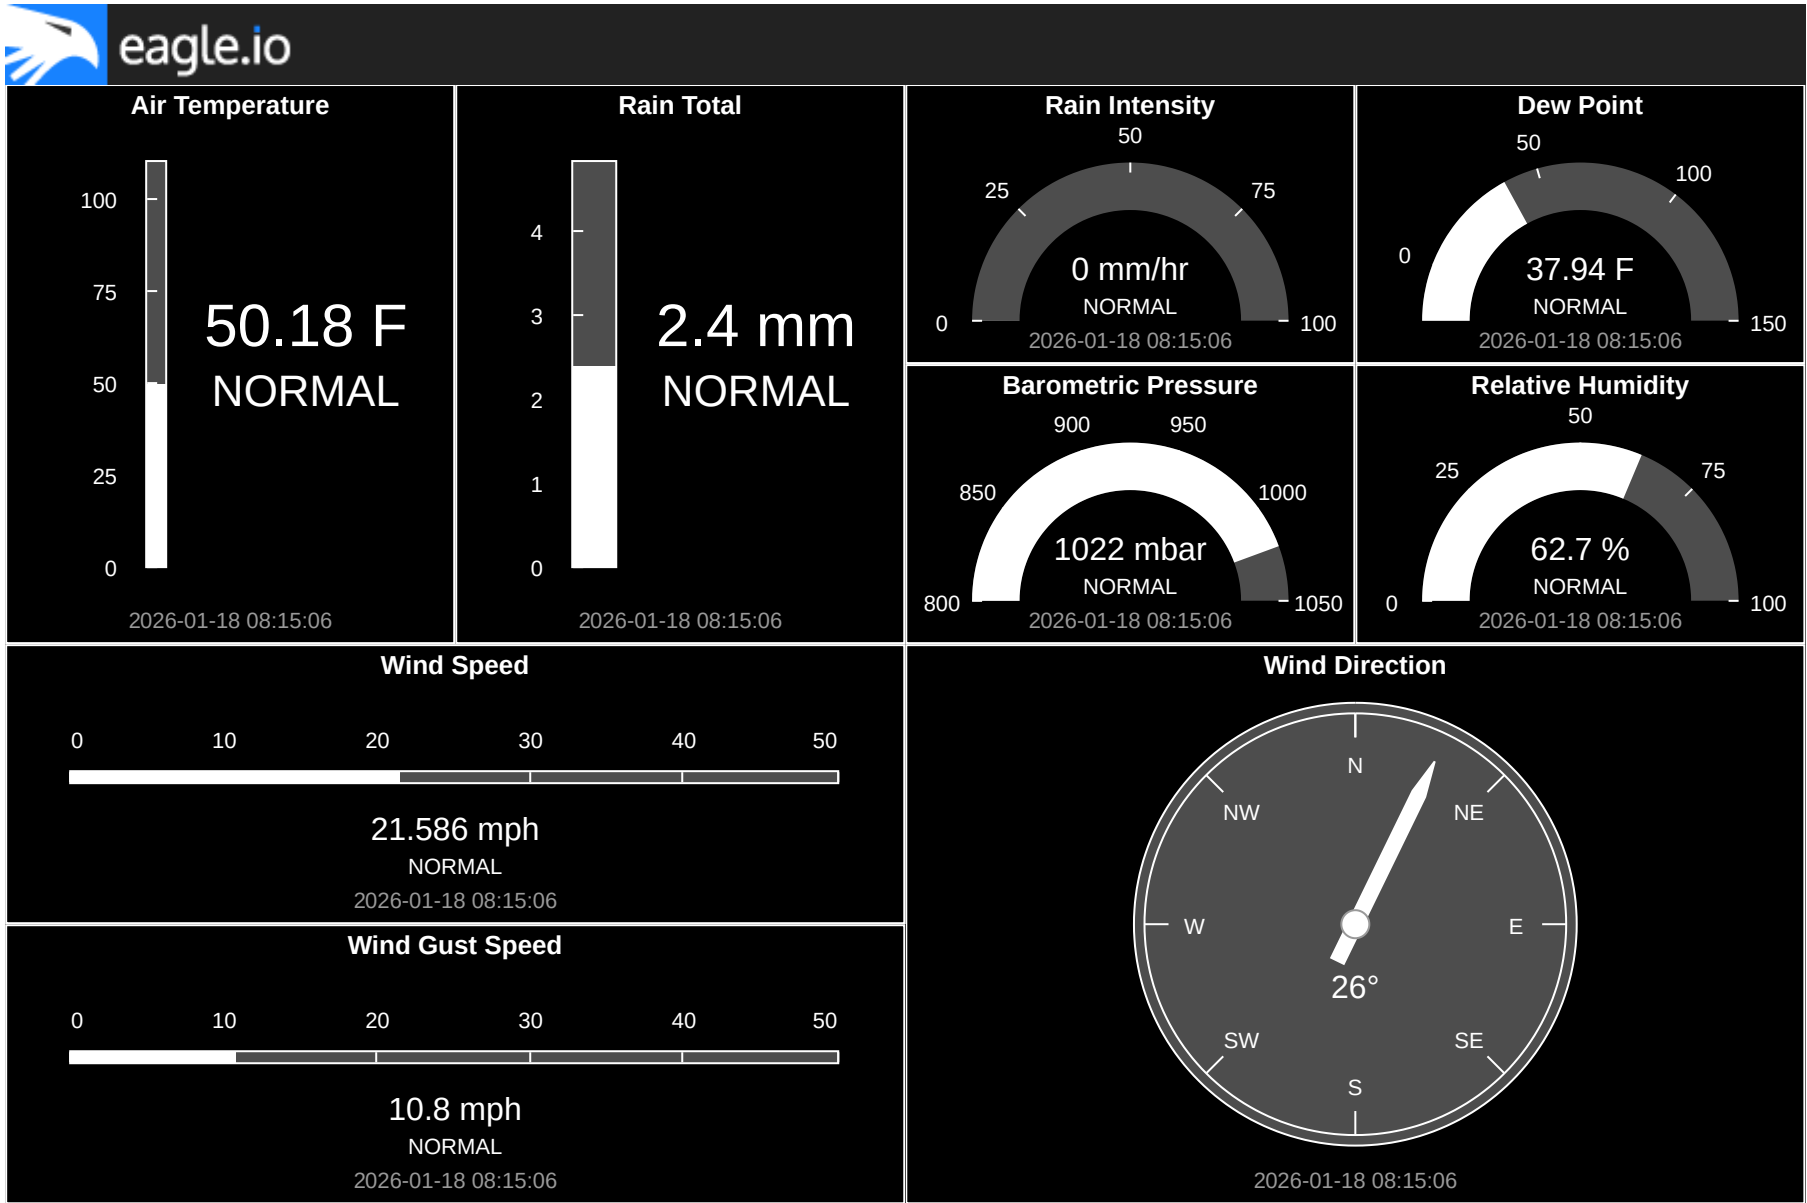 eagle.io
Air Temperature
100
75
50
25
0
50.18 F
NORMAL
2026-01-18 08:15:06
Rain Total
4
3
2
1
0
2.4 mm
NORMAL
2026-01-18 08:15:06
Rain Intensity
0
25
50
75
100
0 mm/hr
NORMAL
2026-01-18 08:15:06
Dew Point
0
50
100
150
37.94 F
NORMAL
2026-01-18 08:15:06
Barometric Pressure
800
850
900
950
1000
1050
1022 mbar
NORMAL
2026-01-18 08:15:06
Relative Humidity
0
25
50
75
100
62.7 %
NORMAL
2026-01-18 08:15:06
Wind Speed
0 10 20 30 40 50
21.586 mph
NORMAL
2026-01-18 08:15:06
Wind Gust Speed
0 10 20 30 40 50
10.8 mph
NORMAL
2026-01-18 08:15:06
Wind Direction
N
NW NE
W E
26°
SW SE
S
2026-01-18 08:15:06